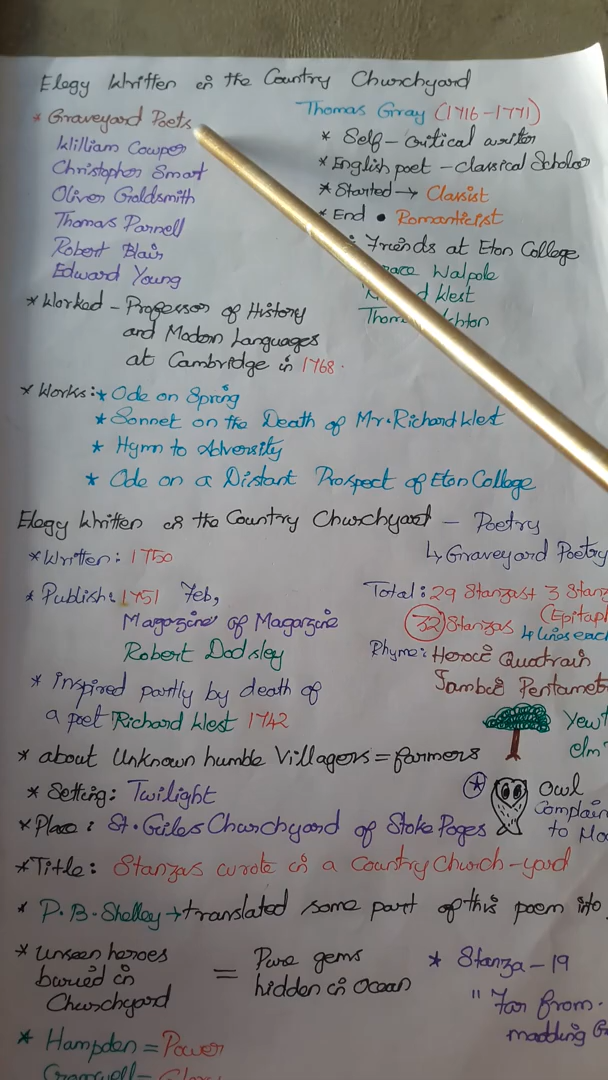 Elegy Written in the Country Churchyard
* Graveyard Poets
William Cowper
Christopher Smart
Oliver Goldsmith
Thomas Parnell
Robert Blair
Edward Young
Thomas Gray (1716-1771)
* Self-critical writer
* English poet - Classical Scholar
* Started → Classist
* End • Romanticist
Friends at Eton College
Walpole
West
* Worked - Professor of History
and Modern Languages
at Cambridge in 1768.
* Works: * Ode on Spring
* Sonnet on the Death of Mr. Richard West
* Hymn to Adversity
* Ode on a Distant Prospect of Eton College
Elegy Written in the Country Churchyard - Poetry
↳ Graveyard Poetry
* Written: 1750
* Publish: 1751 Feb,
Magazine of Magazine
Robert Dodsley
Total: 29 Stanzas + 3
32 Stanzas 4 lines each
Rhyme: Heroic Quatrain
Iambic
* inspired partly by death of
a poet Richard West 1742
* about Unknown humble Villagers = farmers
* Setting: Twilight
* Place: St. Giles Churchyard of Stoke Poges
elm
* Owl
to
* Title: Stanzas wrote in a Country Church-yard
* P.B. Shelley → translated some part of this poem into
* unseen heroes
buried in
Churchyard
= Pure gems
hidden in ocean
* Stanza - 19
" Far from
madding
* Hampden = Power
Cromwell =